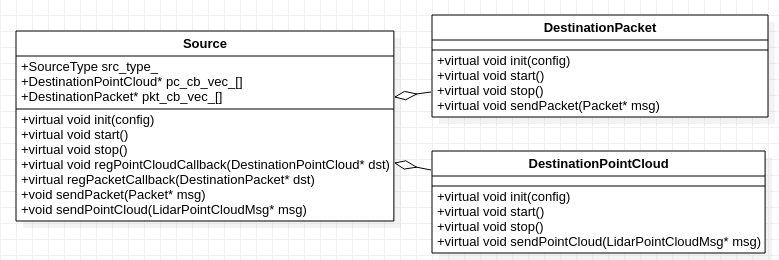 Source
+SourceType src_type_
+DestinationPointCloud* pc_cb_vec_[]
+DestinationPacket* pkt_cb_vec_[]
+virtual void init(config)
+virtual void start()
+virtual void stop()
+virtual void regPointCloudCallback(DestinationPointCloud* dst)
+virtual regPacketCallback(DestinationPacket* dst)
+void sendPacket(Packet* msg)
+void sendPointCloud(LidarPointCloudMsg* msg)
DestinationPacket
+virtual void init(config)
+virtual void start()
+virtual void stop()
+virtual void sendPacket(Packet* msg)
DestinationPointCloud
+virtual void init(config)
+virtual void start()
+virtual void stop()
+virtual void sendPointCloud(LidarPointCloudMsg* msg)